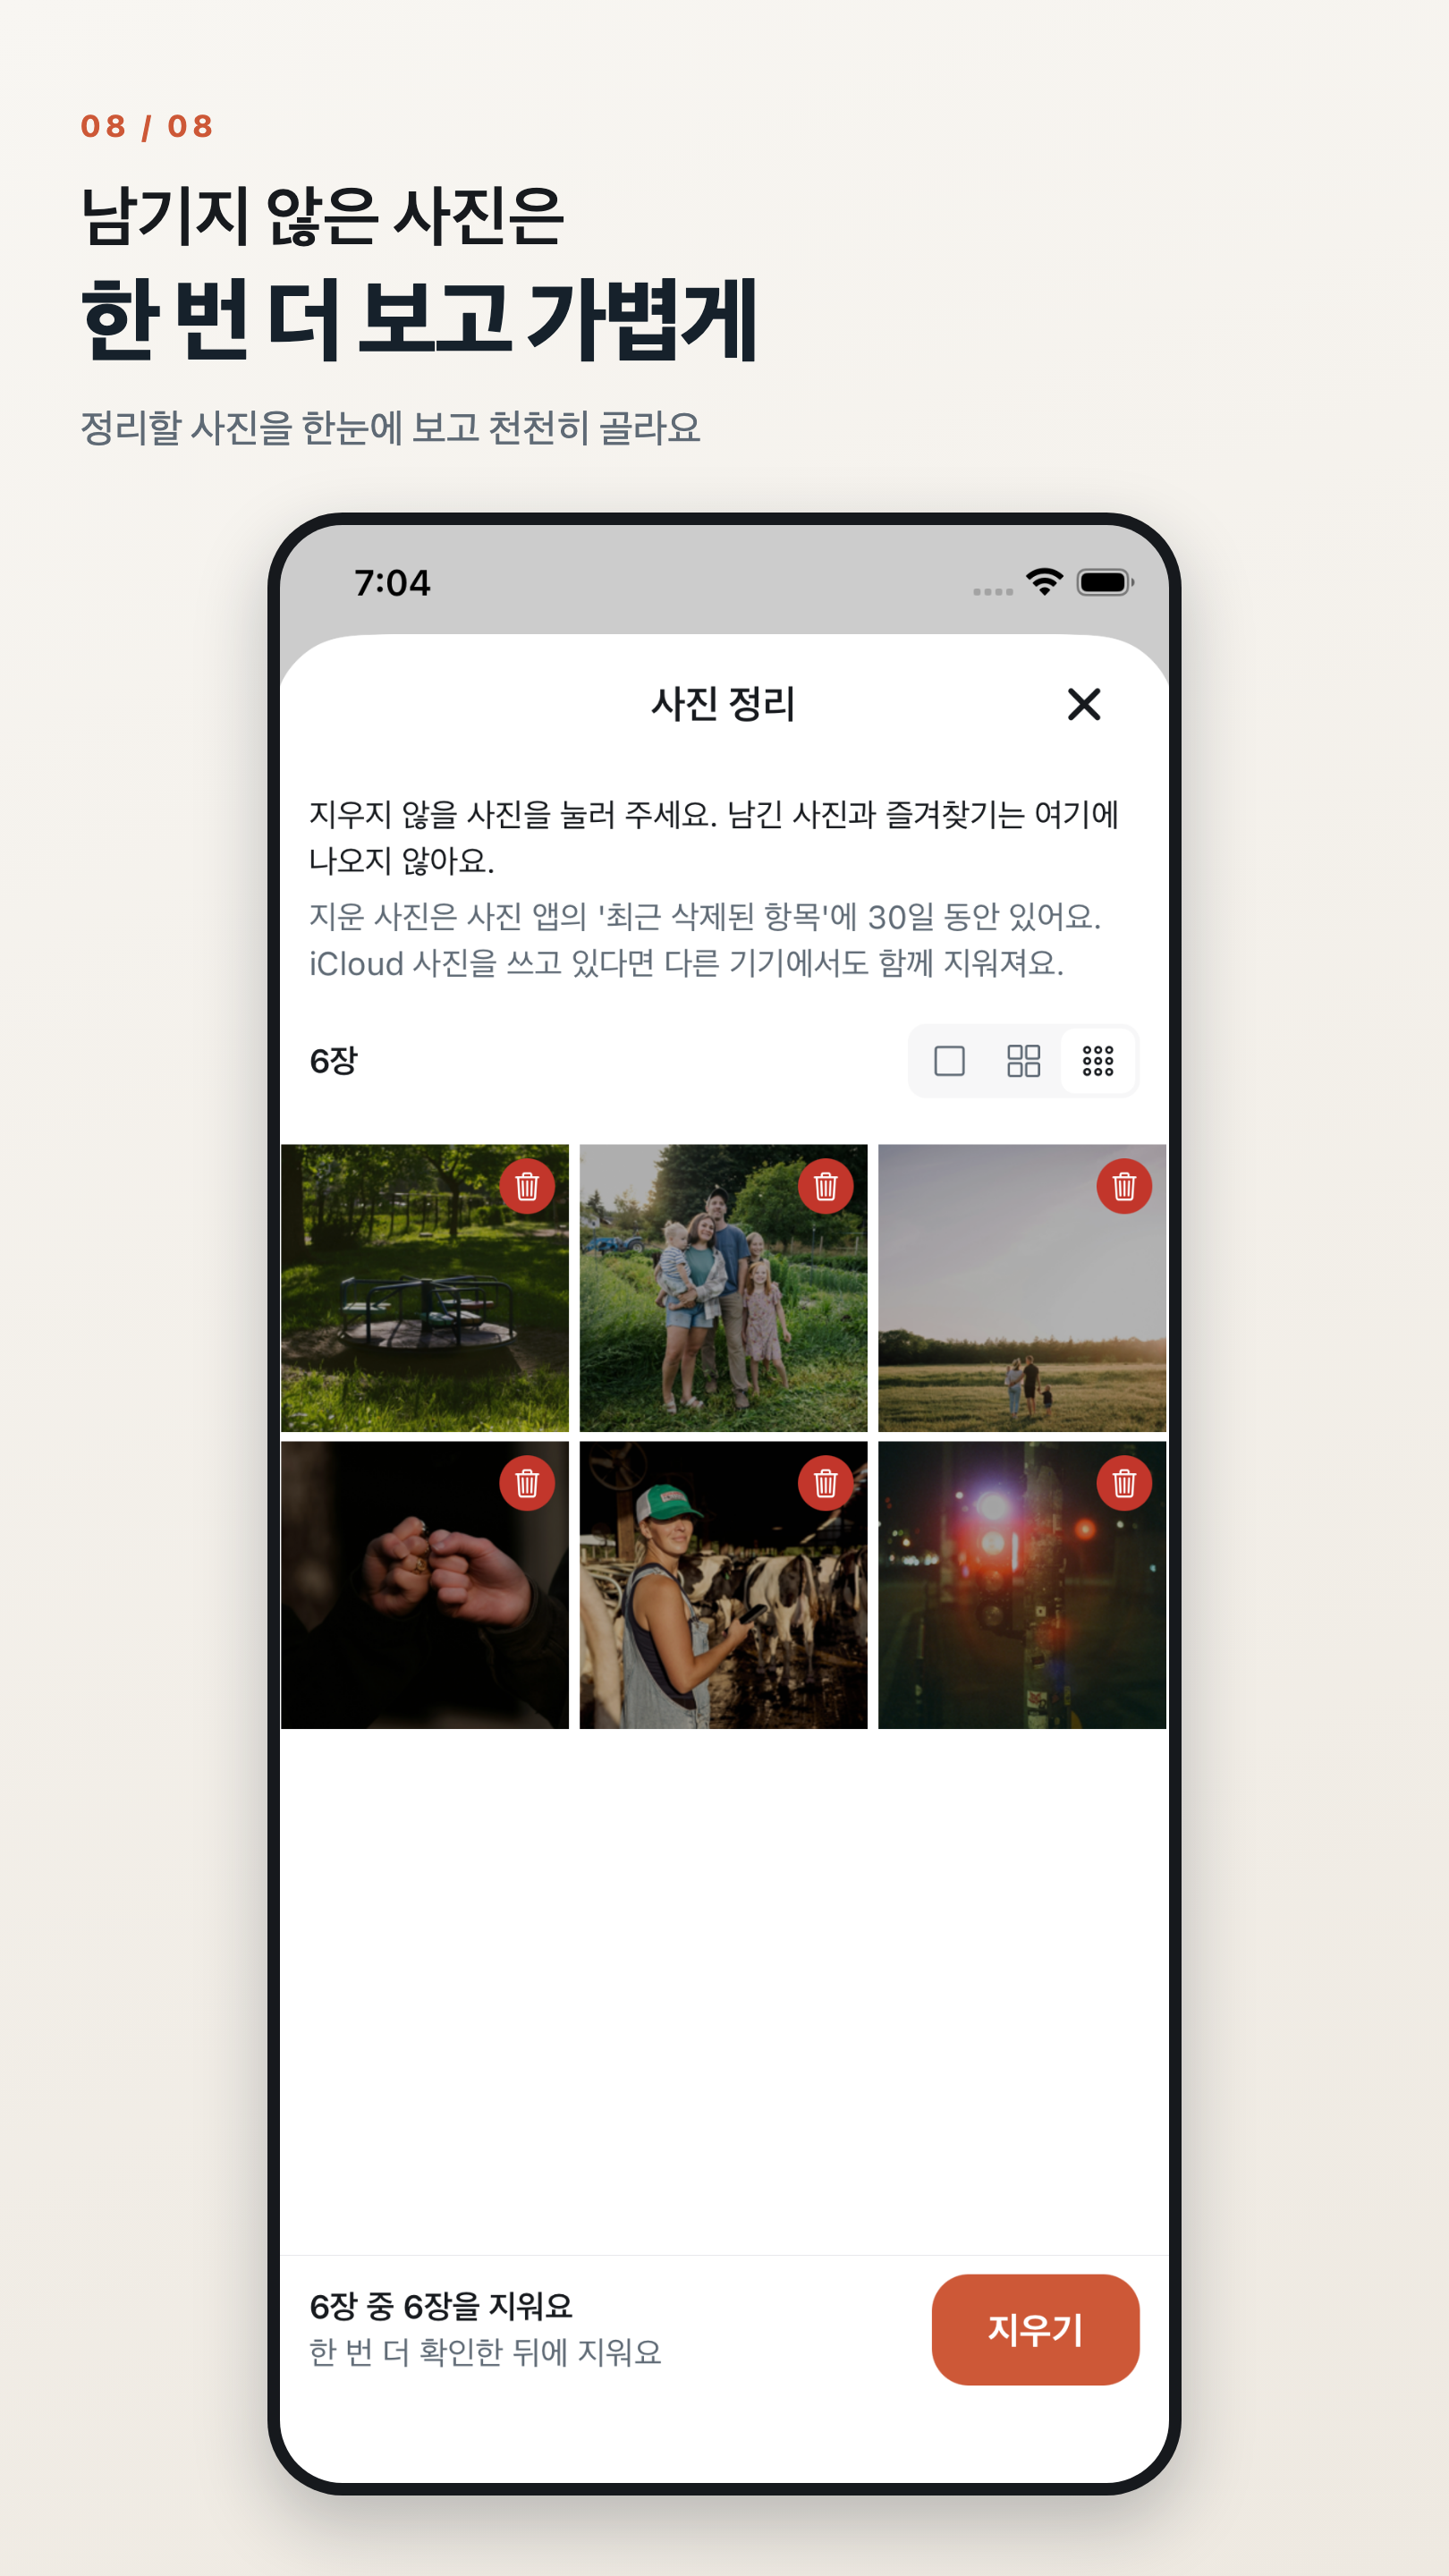 08 / 08
남기지 않은 사진은
한 번 더 보고 가볍게
정리할 사진을 한눈에 보고 천천히 골라요
7:04
사진 정리
지우지 않을 사진을 눌러 주세요. 남긴 사진과 즐겨찾기는 여기에
나오지 않아요.
지운 사진은 사진 앱의 '최근 삭제된 항목'에 30일 동안 있어요.
iCloud 사진을 쓰고 있다면 다른 기기에서도 함께 지워져요.
6장
6장 중 6장을 지워요
한 번 더 확인한 뒤에 지워요
지우기